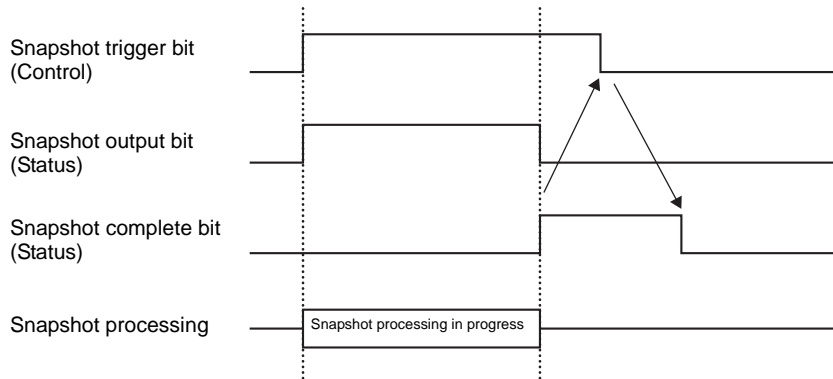 Snapshot trigger bit
(Control)
Snapshot output bit
(Status)
Snapshot complete bit
(Status)
Snapshot processing
Snapshot processing in progress